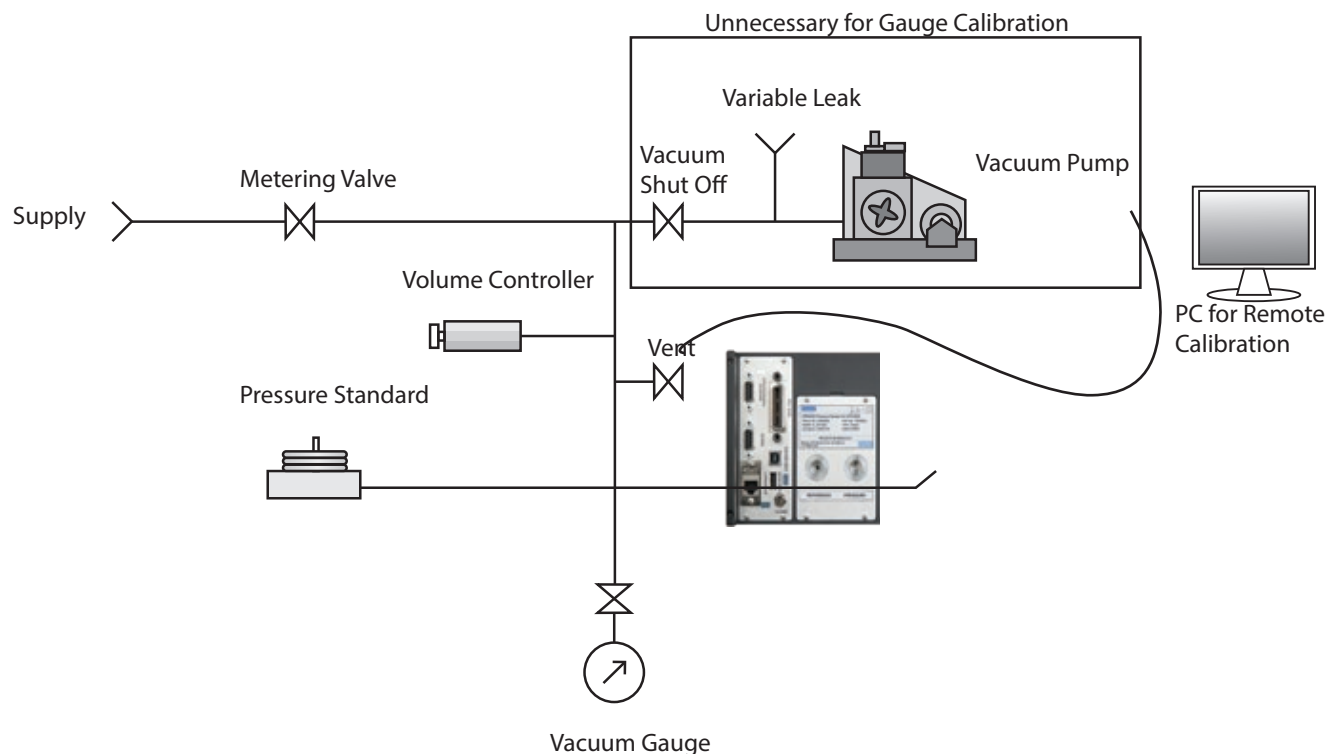 Unnecessary for Gauge Calibration
Variable Leak
Vacuum
Shut Off
Vacuum Pump
Metering Valve
Supply
Volume Controller
PC for Remote
Calibration
Vent
Pressure Standard
Vacuum Gauge